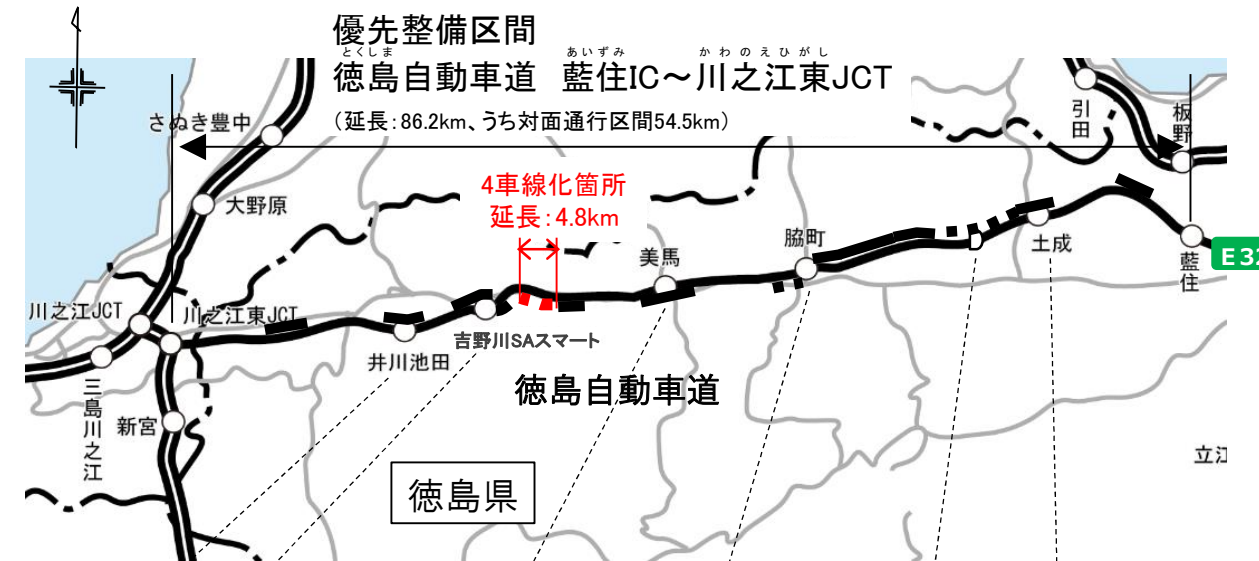 優先整備区間
とくしま あいずみ かわのえひがし
徳島自動車道 藍住IC～川之江東JCT
（延長：86.2km、うち対面通行区間54.5km）
さぬき豊中
引田
板野
4車線化箇所
延長：4.8km
大野原
美馬
脇町
土成
藍住
E32
川之江JCT
川之江東JCT
井川池田
吉野川SAスマート
徳島自動車道
三島川之江
新宮
徳島県
立江